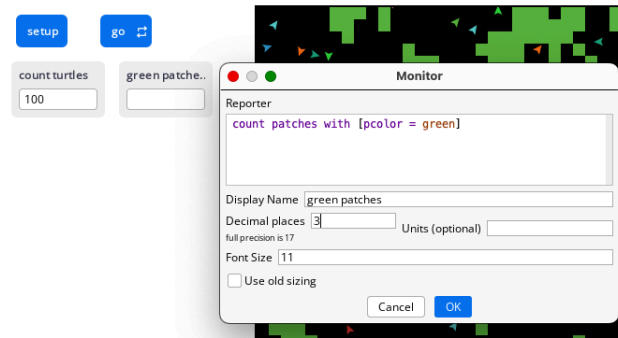 setup
go
count turtles
100
green patche..
Monitor
Reporter
count patches with [pcolor = green]
Display Name green patches
Decimal places 3
Units (optional)
full precision is 17
Font Size 11
Use old sizing
Cancel
OK